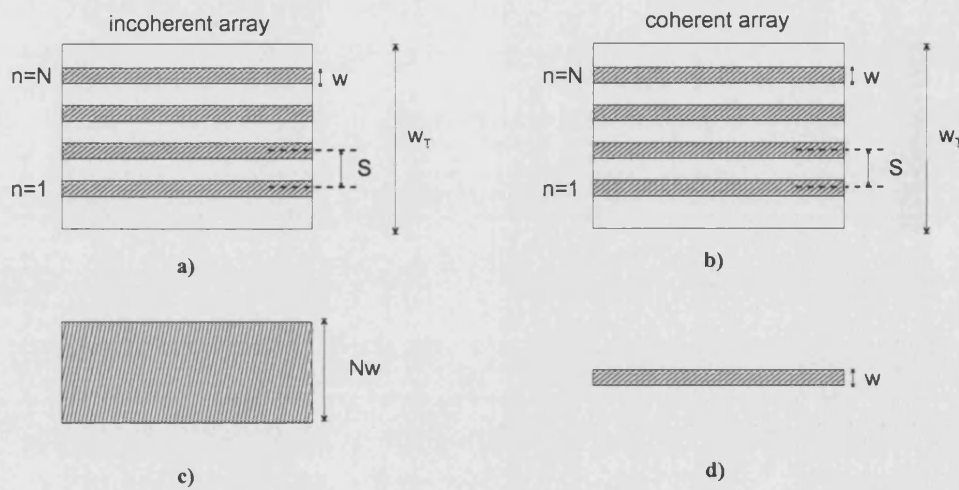 incoherent array
n=N
w
w_T
S
n=1
a)
coherent array
n=N
w
w_T
S
n=1
b)
Nw
c)
w
d)